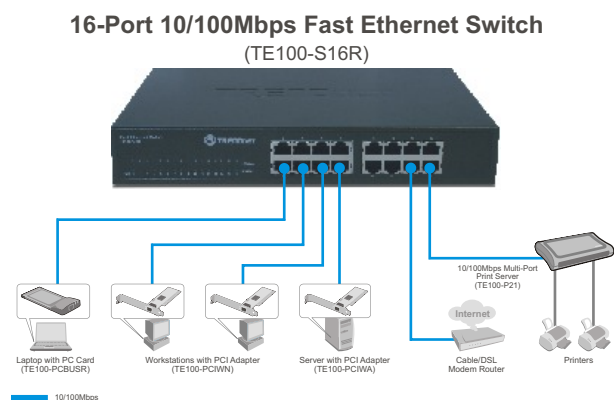 16-Port 10/100Mbps Fast Ethernet Switch
(TE100-S16R)
TRENDNET
10/100Mbps Multi-Port
Print Server
(TE100-P21)
Internet
Laptop with PC Card
(TE100-PCBUSR)
Workstations with PCI Adapter
(TE100-PCIWN)
Server with PCI Adapter
(TE100-PCIWA)
Cable/DSL
Modem Router
Printers
10/100Mbps